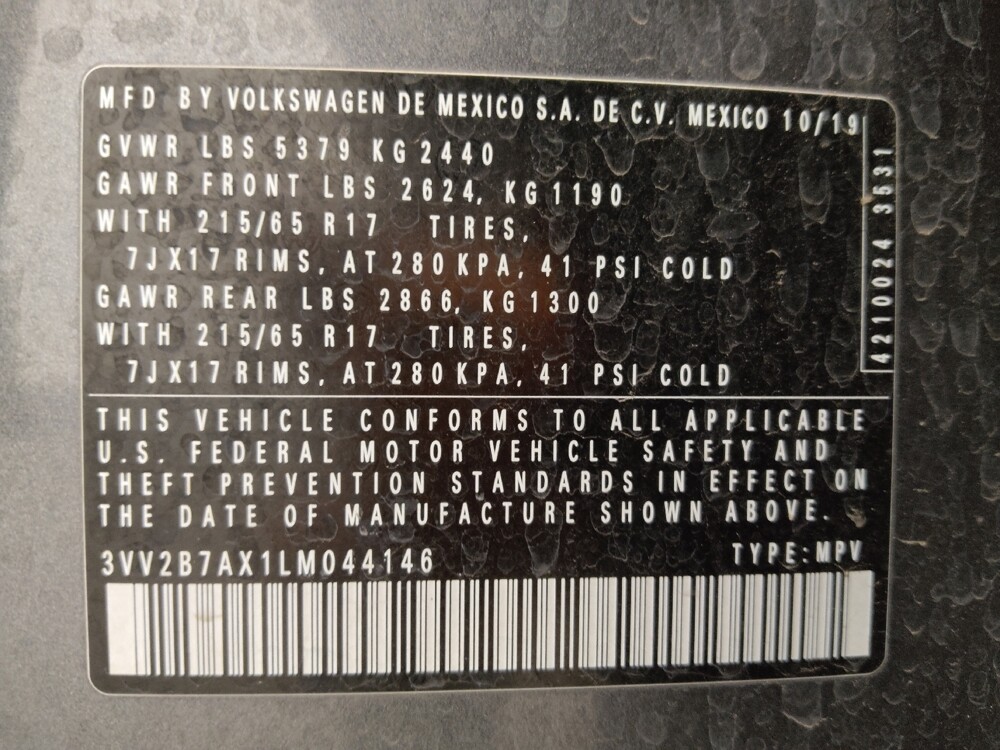 MFD BY VOLKSWAGEN DE MEXICO S.A. DE C.V. MEXICO 10/19
GVWR LBS 5379 KG 2440
GAWR FRONT LBS 2624, KG 1190
WITH 215/65 R17 TIRES,
7JX17 RIMS, AT 280 KPA, 41 PSI COLD
GAWR REAR LBS 2866, KG 1300
WITH 215/65 R17 TIRES,
7JX17 RIMS, AT 280 KPA, 41 PSI COLD
4210024 3531
THIS VEHICLE CONFORMS TO ALL APPLICABLE
U.S. FEDERAL MOTOR VEHICLE SAFETY AND
THEFT PREVENTION STANDARDS IN EFFECT ON
THE DATE OF MANUFACTURE SHOWN ABOVE.
3VV2B7AX1LM044146 TYPE:MPV